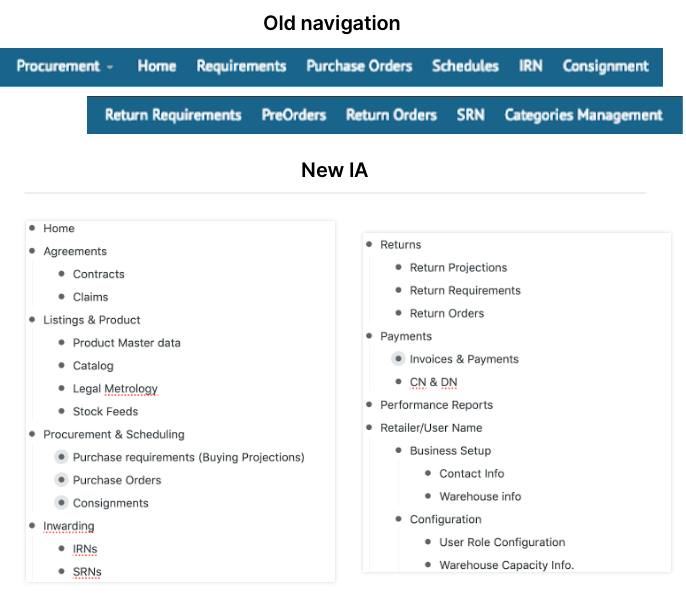 Old navigation
Procurement Home Requirements Purchase Orders Schedules IRN Consignment
Return Requirements PreOrders Return Orders SRN Categories Management
New IA
Home
Agreements
Contracts
Claims
Listings & Product
Product Master data
Catalog
Legal Metrology
Stock Feeds
Procurement & Scheduling
Purchase requirements (Buying Projections)
Purchase Orders
Consignments
Inwarding
IRNs
SRNs
Returns
Return Projections
Return Requirements
Return Orders
Payments
Invoices & Payments
CN & DN
Performance Reports
Retailer/User Name
Business Setup
Contact Info
Warehouse info
Configuration
User Role Configuration
Warehouse Capacity Info.